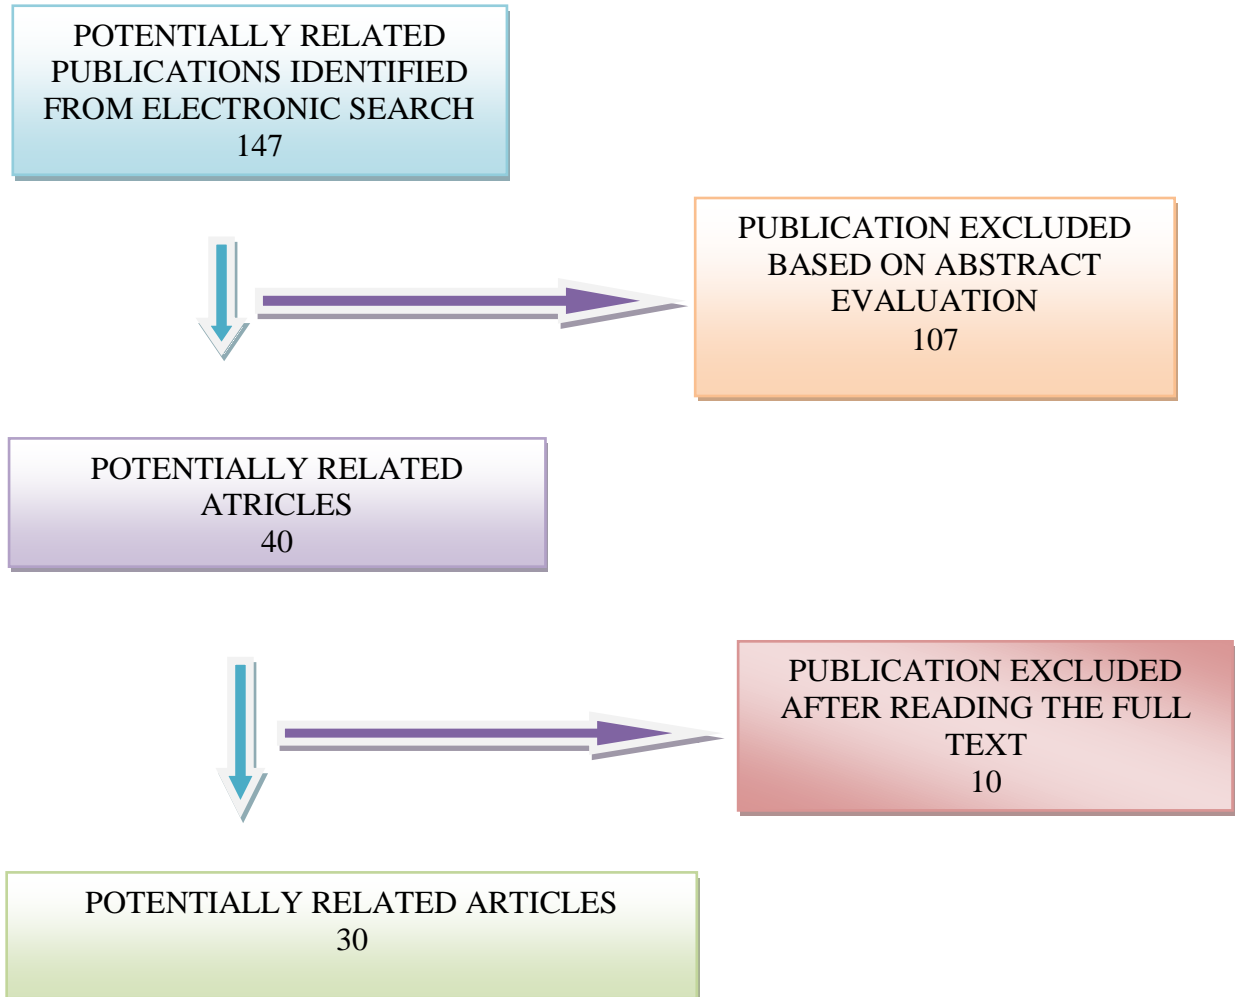 POTENTIALLY RELATED
PUBLICATIONS IDENTIFIED
FROM ELECTRONIC SEARCH
147
PUBLICATION EXCLUDED
BASED ON ABSTRACT
EVALUATION
107
POTENTIALLY RELATED
ATRICLES
40
PUBLICATION EXCLUDED
AFTER READING THE FULL
TEXT
10
POTENTIALLY RELATED ARTICLES
30